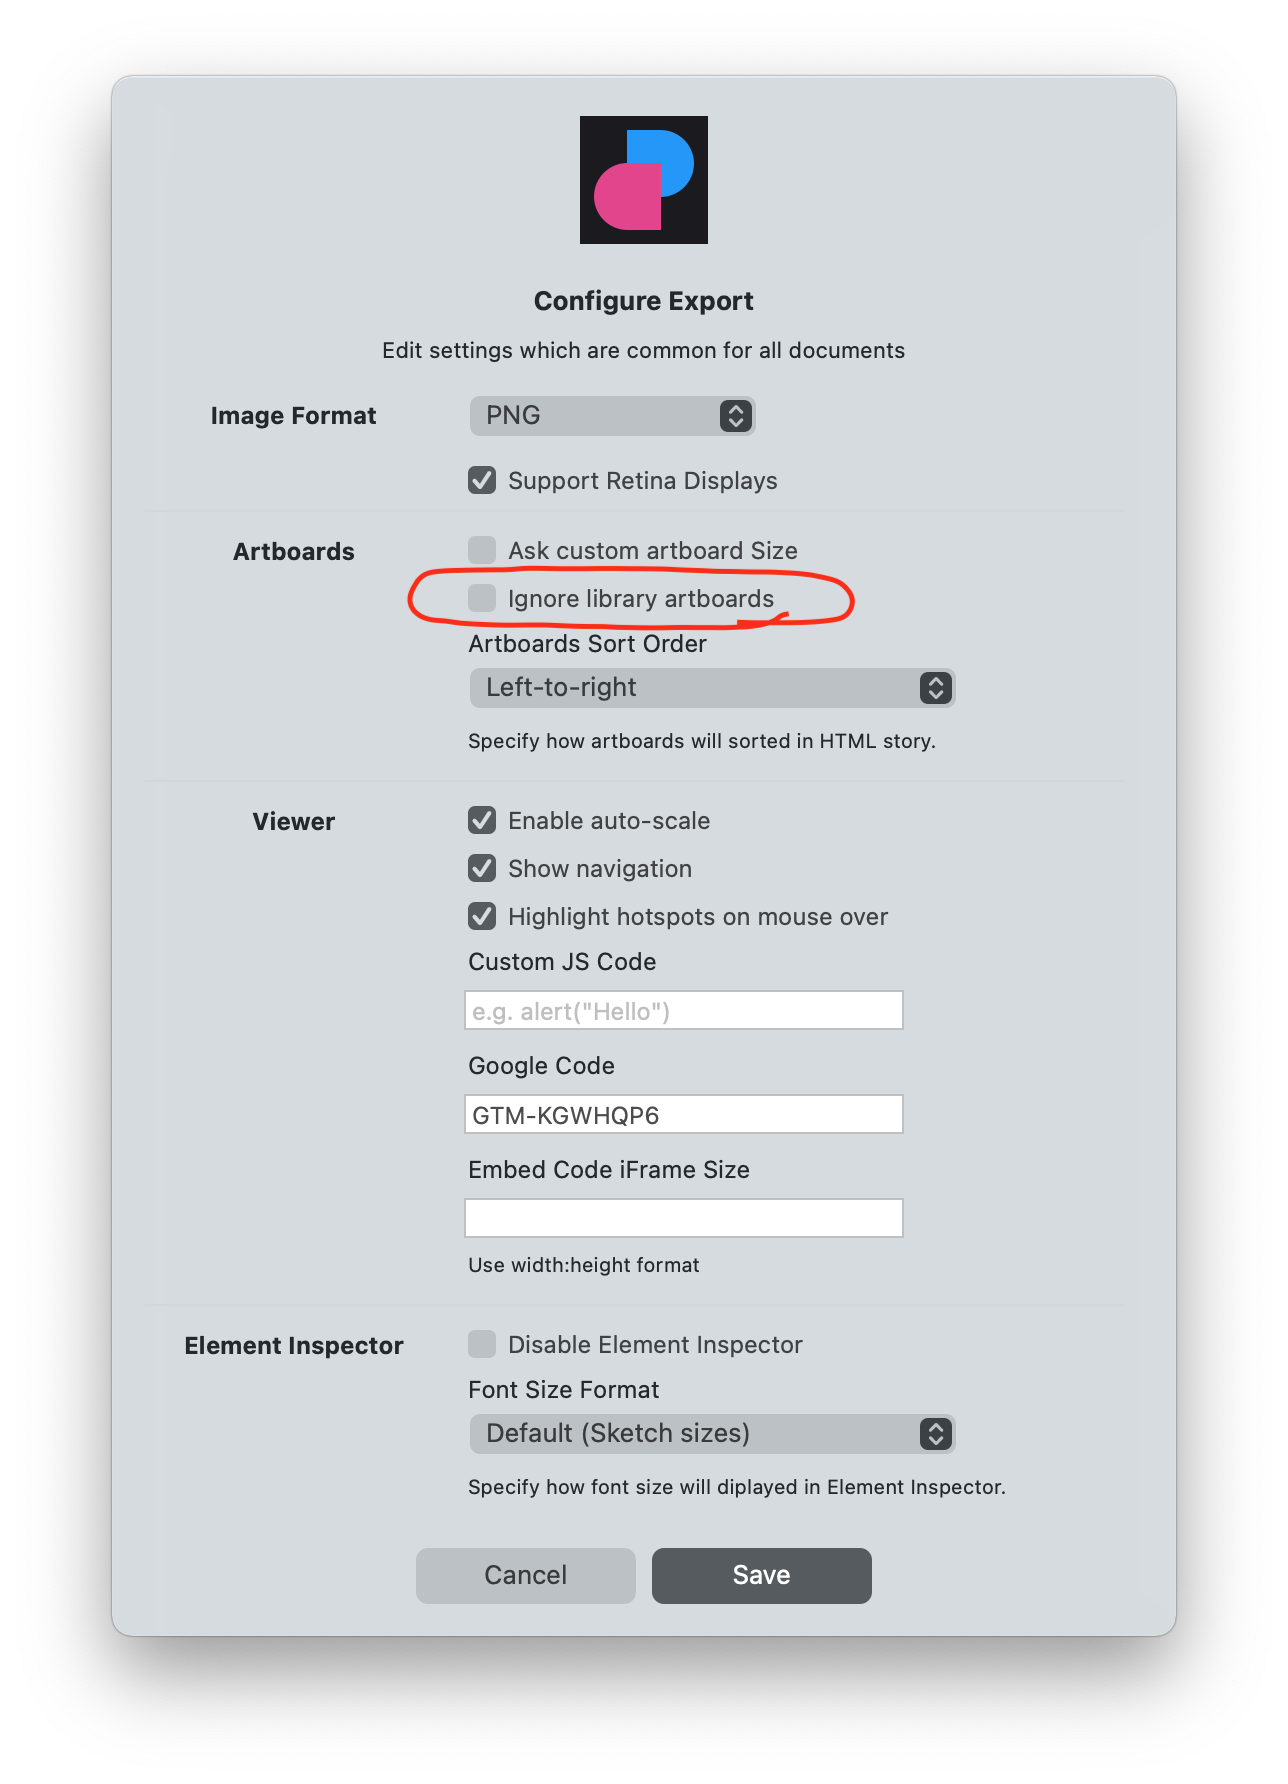 Configure Export
Edit settings which are common for all documents
Image Format
PNG
Support Retina Displays
Artboards
Ask custom artboard Size
Ignore library artboards
Artboards Sort Order
Left-to-right
Specify how artboards will sorted in HTML story.
Viewer
Enable auto-scale
Show navigation
Highlight hotspots on mouse over
Custom JS Code
e.g. alert("Hello")
Google Code
GTM-KGWHQP6
Embed Code iFrame Size
Use width:height format
Element Inspector
Disable Element Inspector
Font Size Format
Default (Sketch sizes)
Specify how font size will diplayed in Element Inspector.
Cancel
Save